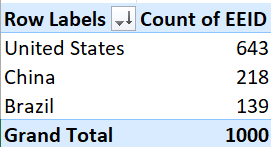 Row Labels Count of EEID
United States 643
China 218
Brazil 139
Grand Total 1000